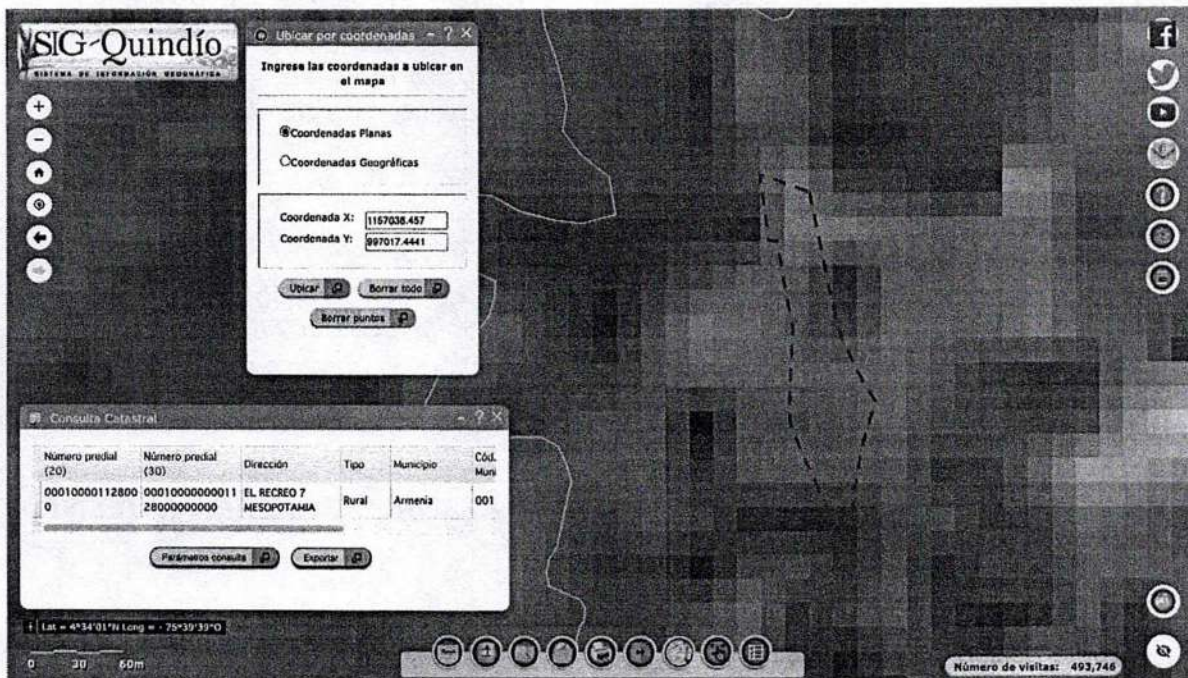 SIG-Quindío
SISTEMA DE INFORMACIÓN GEOGRÁFICA
Ubicar por coordenadas
Ingrese las coordenadas a ubicar en
el mapa
Coordenadas Planas
Coordenadas Geográficas
Coordenada X: 1157038.457
Coordenada Y: 997017.4441
Ubicar
Borrar todo
Borrar puntos
Consulta Catastral
Número predial (20) Número predial (30) Dirección Tipo Municipio Cód. Muni
00010000112800 00010000000011 EL RECREO 7 Rural Armenia 001
0 28000000000 MESOPOTAMIA
Parámetros consulta
Exportar
Lat = 4°34'01"N Long = - 75°39'39"O
0 30 60m
Número de visitas: 493,746